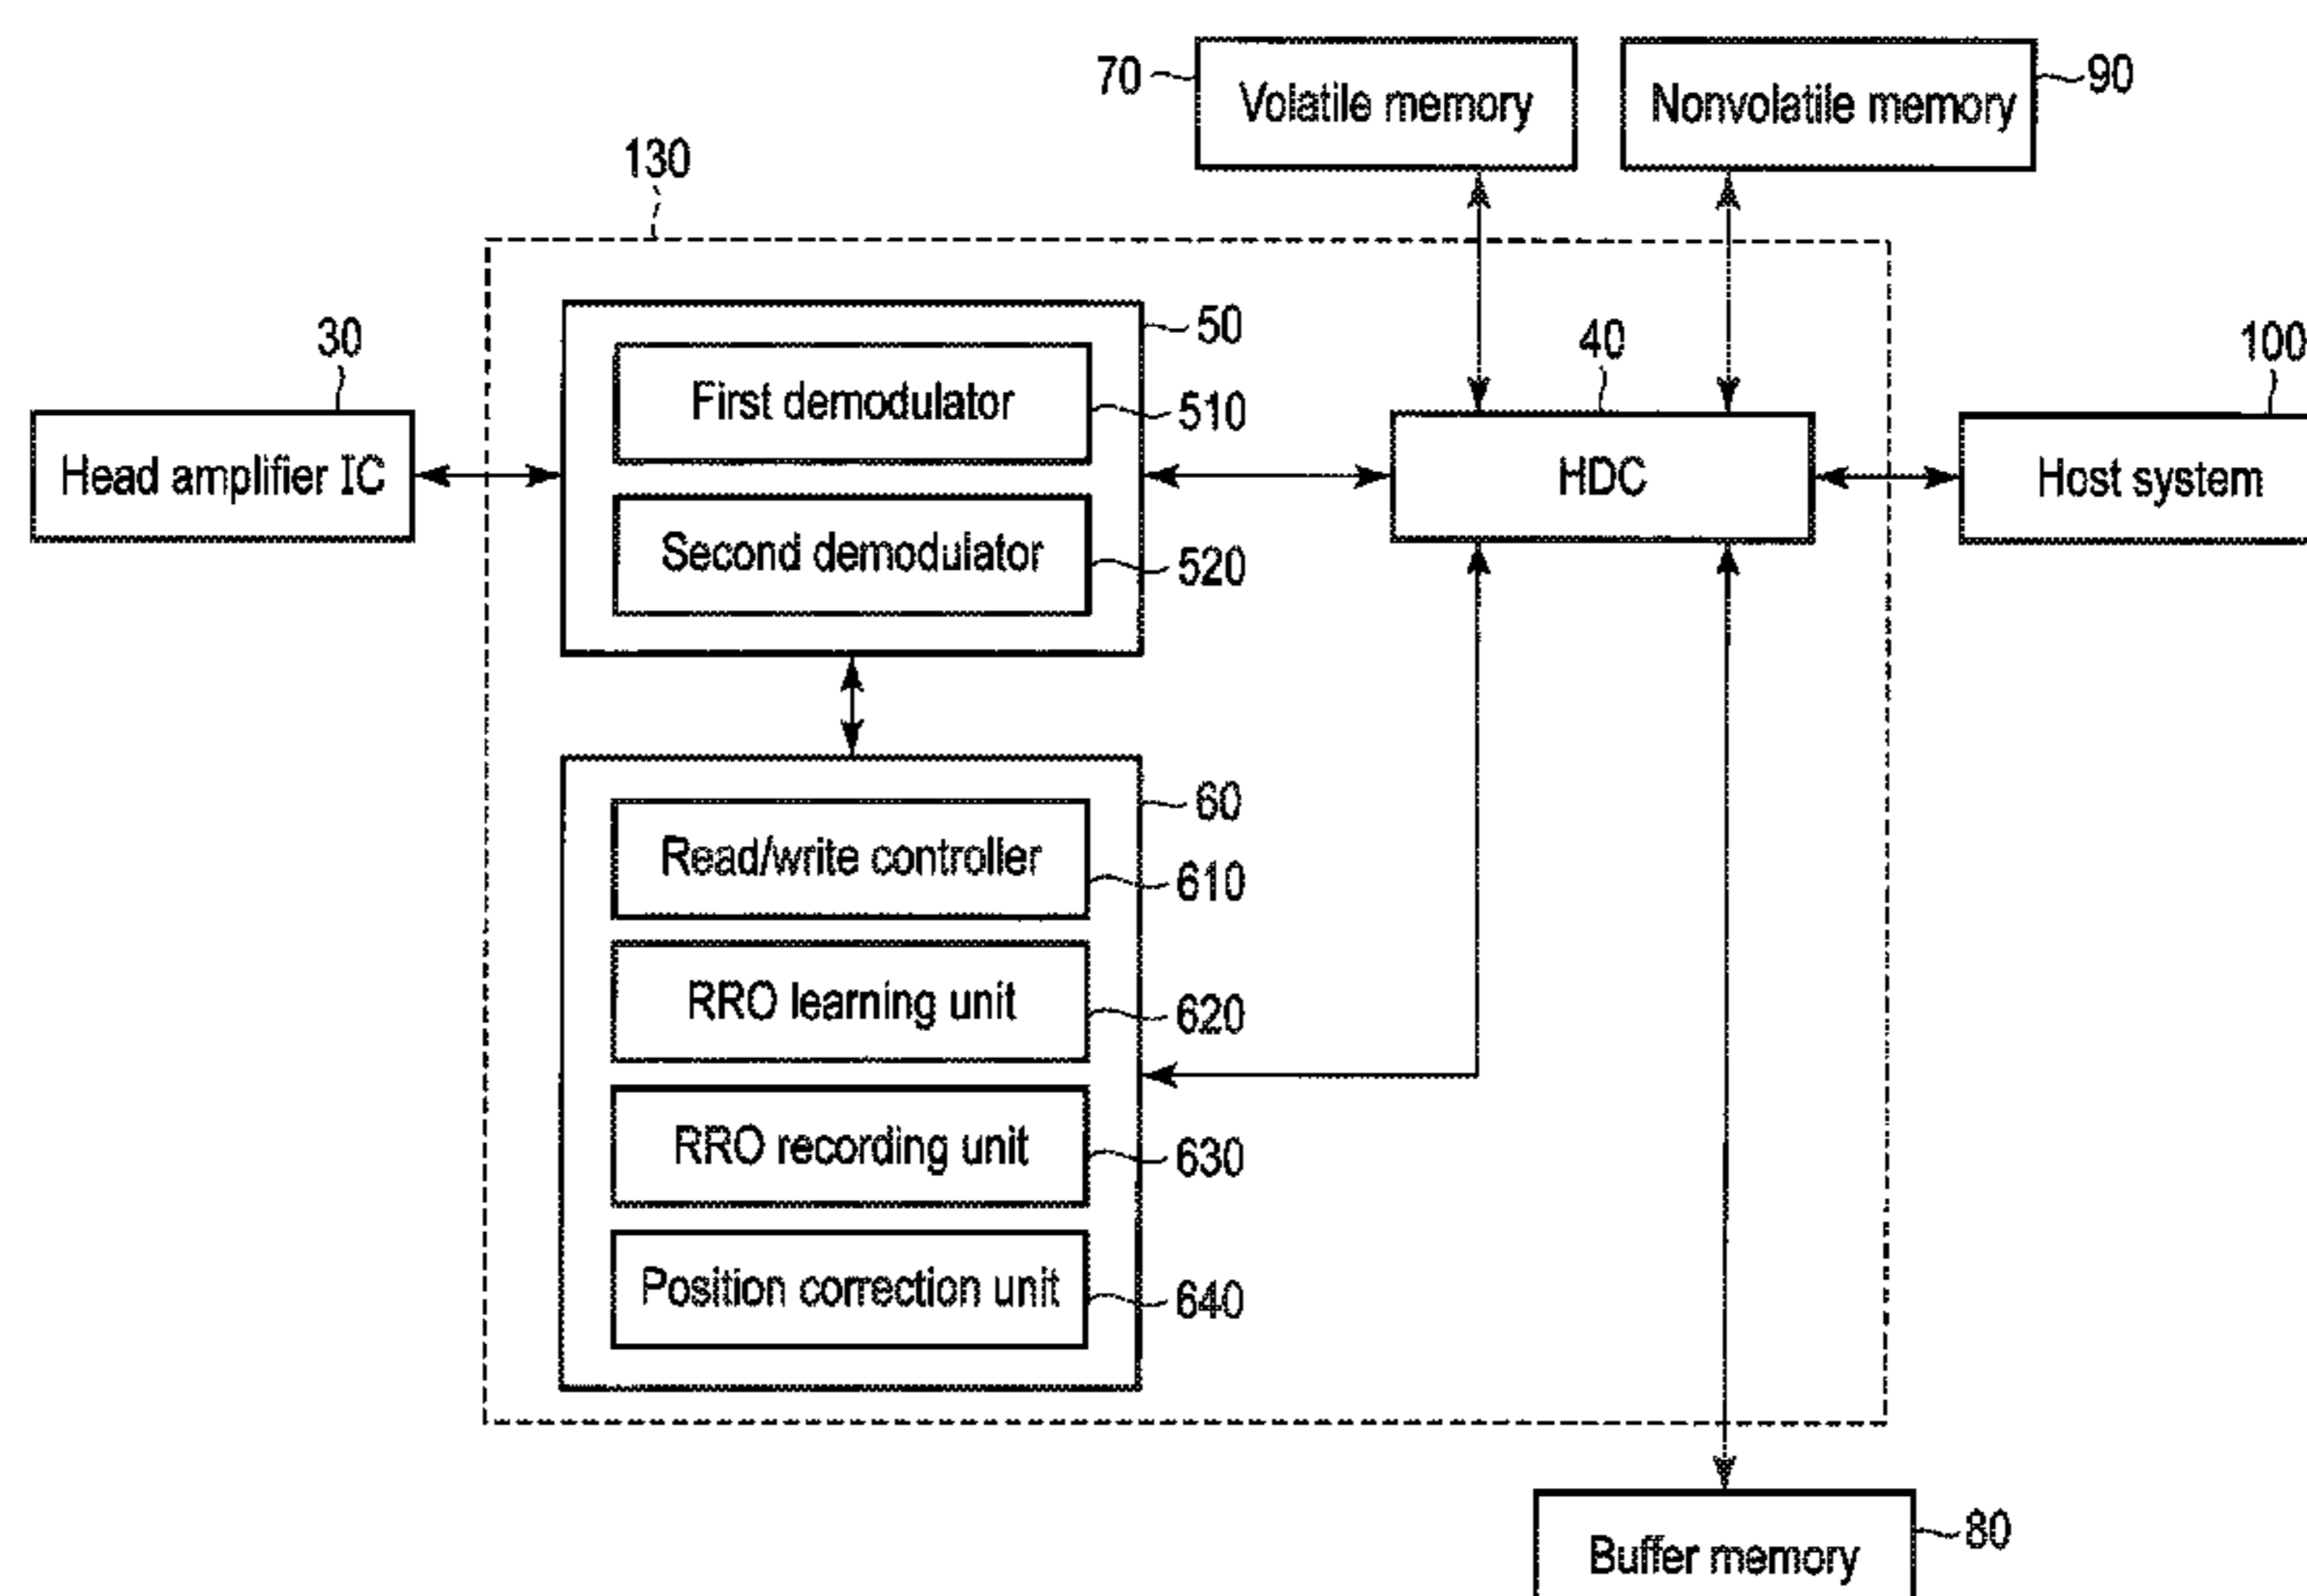 70
Volatile memory
Nonvolatile memory
90
130
30
Head amplifier IC
50
First demodulator
510
Second demodulator
520
40
HDC
100
Host system
60
Read/write controller
610
RRO learning unit
620
RRO recording unit
630
Position correction unit
640
80
Buffer memory